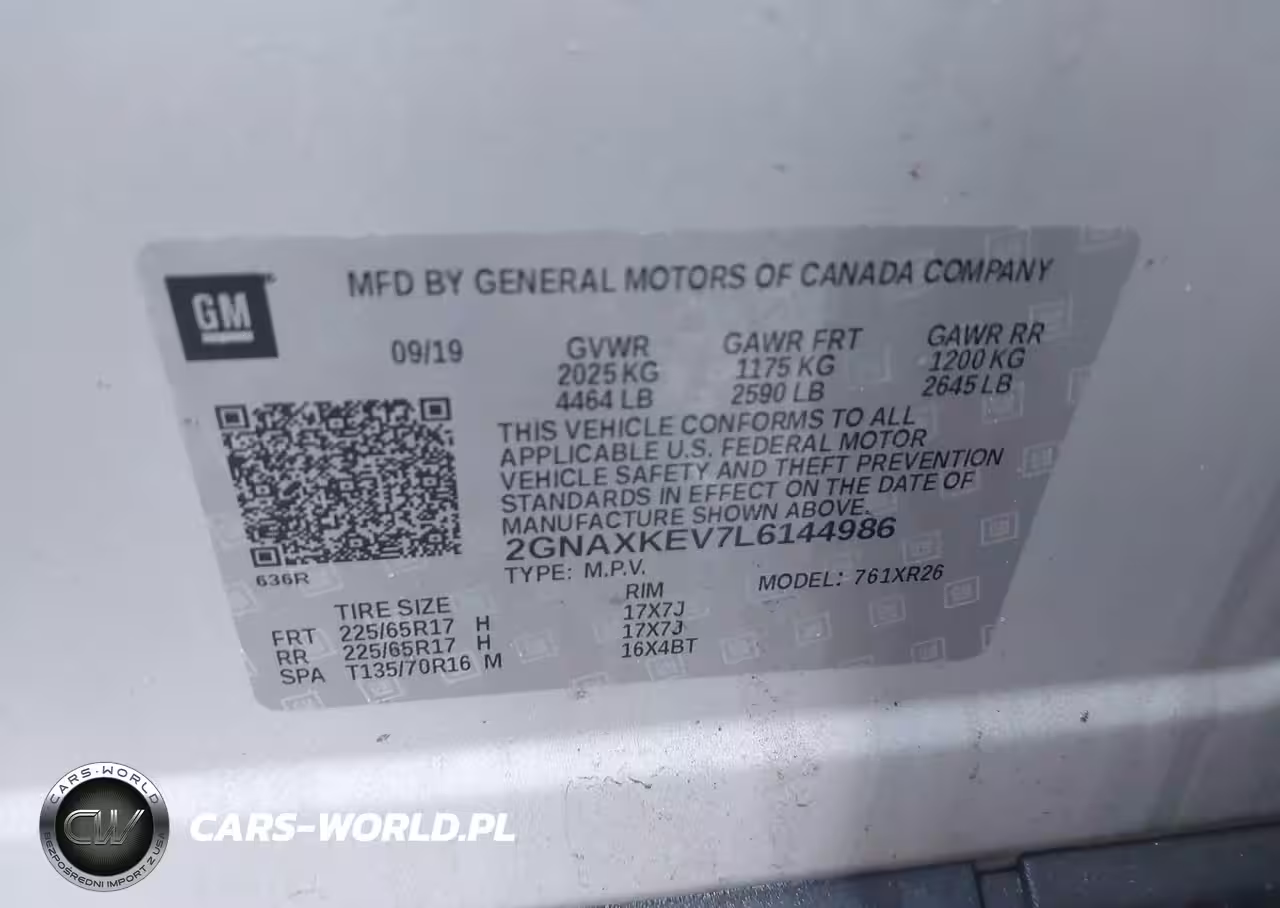 GM
MFD BY GENERAL MOTORS OF CANADA COMPANY
09/19
GVWR
2025 KG
4464 LB
GAWR FRT
1175 KG
2590 LB
GAWR RR
1200 KG
2645 LB
THIS VEHICLE CONFORMS TO ALL
APPLICABLE U.S. FEDERAL MOTOR
VEHICLE SAFETY AND THEFT PREVENTION
STANDARDS IN EFFECT ON THE DATE OF
MANUFACTURE SHOWN ABOVE.
2GNAXKEV7L6144986
TYPE: M.P.V.
MODEL: 761XR26
636R
TIRE SIZE RIM
FRT 225/65R17 H 17X7J
RR 225/65R17 H 17X7J
SPA T135/70R16 M 16X4BT
CARS-WORLD
CW
BEZPOŚREDNI IMPORT Z USA
CARS-WORLD.PL